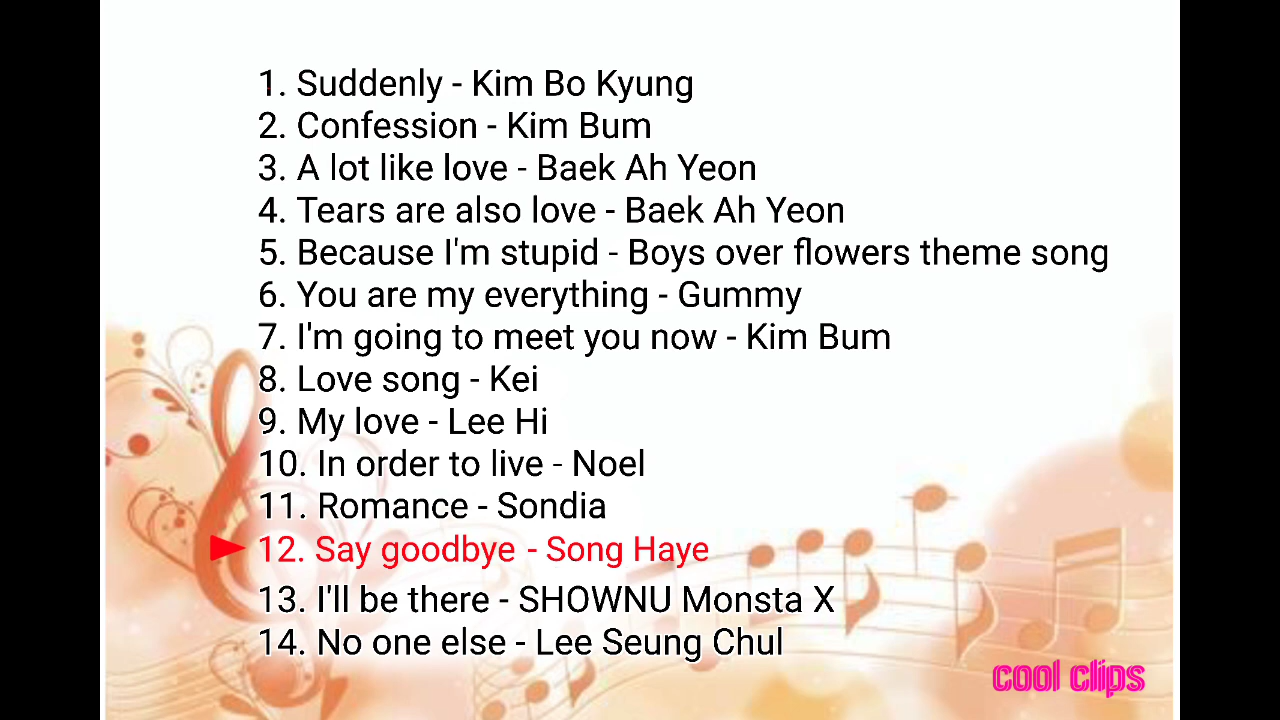 1. Suddenly - Kim Bo Kyung
2. Confession - Kim Bum
3. A lot like love - Baek Ah Yeon
4. Tears are also love - Baek Ah Yeon
5. Because I'm stupid - Boys over flowers theme song
6. You are my everything - Gummy
7. I'm going to meet you now - Kim Bum
8. Love song - Kei
9. My love - Lee Hi
10. In order to live - Noel
11. Romance - Sondia
12. Say goodbye - Song Haye
13. I'll be there - SHOWNU Monsta X
14. No one else - Lee Seung Chul
cool clips